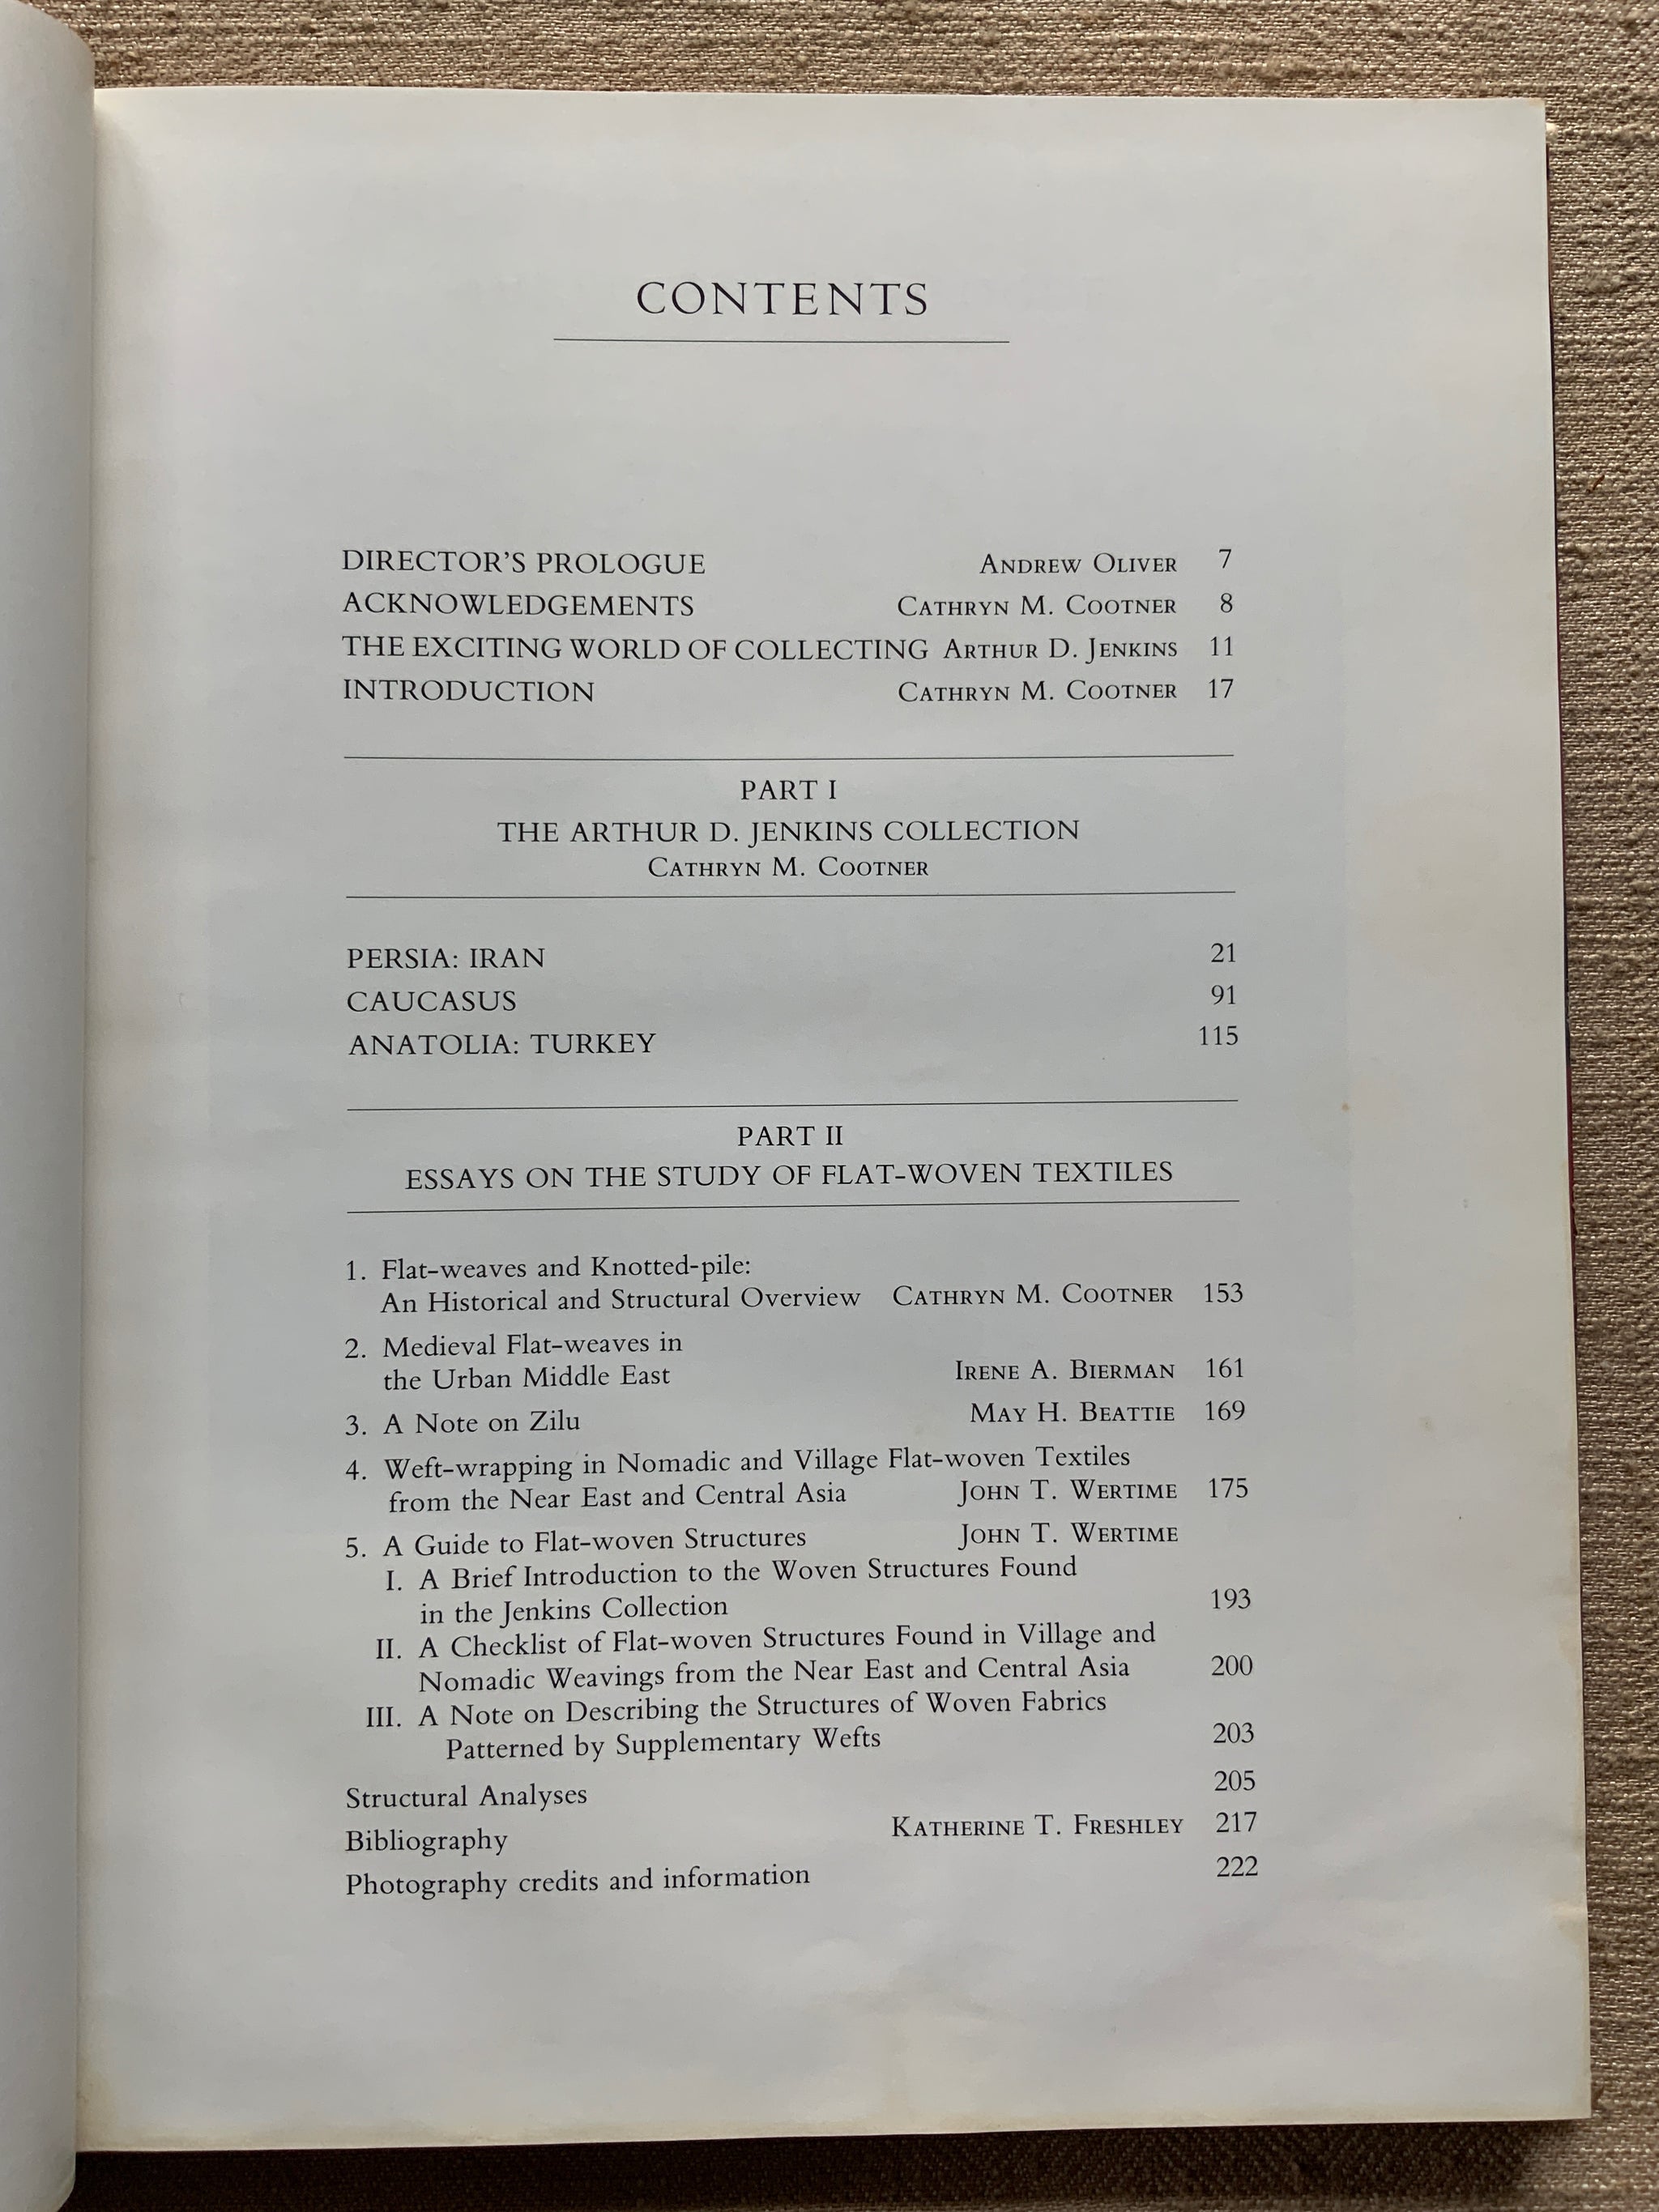 CONTENTS
DIRECTOR'S PROLOGUE ANDREW OLIVER 7
ACKNOWLEDGEMENTS CATHRYN M. COOTNER 8
THE EXCITING WORLD OF COLLECTING ARTHUR D. JENKINS 11
INTRODUCTION CATHRYN M. COOTNER 17
PART I
THE ARTHUR D. JENKINS COLLECTION
CATHRYN M. COOTNER
PERSIA: IRAN 21
CAUCASUS 91
ANATOLIA: TURKEY 115
PART II
ESSAYS ON THE STUDY OF FLAT-WOVEN TEXTILES
1. Flat-weaves and Knotted-pile:
An Historical and Structural Overview CATHRYN M. COOTNER 153
2. Medieval Flat-weaves in
the Urban Middle East IRENE A. BIERMAN 161
3. A Note on Zilu MAY H. BEATTIE 169
4. Weft-wrapping in Nomadic and Village Flat-woven Textiles
from the Near East and Central Asia JOHN T. WERTIME 175
5. A Guide to Flat-woven Structures JOHN T. WERTIME
I. A Brief Introduction to the Woven Structures Found
in the Jenkins Collection 193
II. A Checklist of Flat-woven Structures Found in Village and
Nomadic Weavings from the Near East and Central Asia 200
III. A Note on Describing the Structures of Woven Fabrics
Patterned by Supplementary Wefts 203
Structural Analyses 205
Bibliography KATHERINE T. FRESHLEY 217
Photography credits and information 222